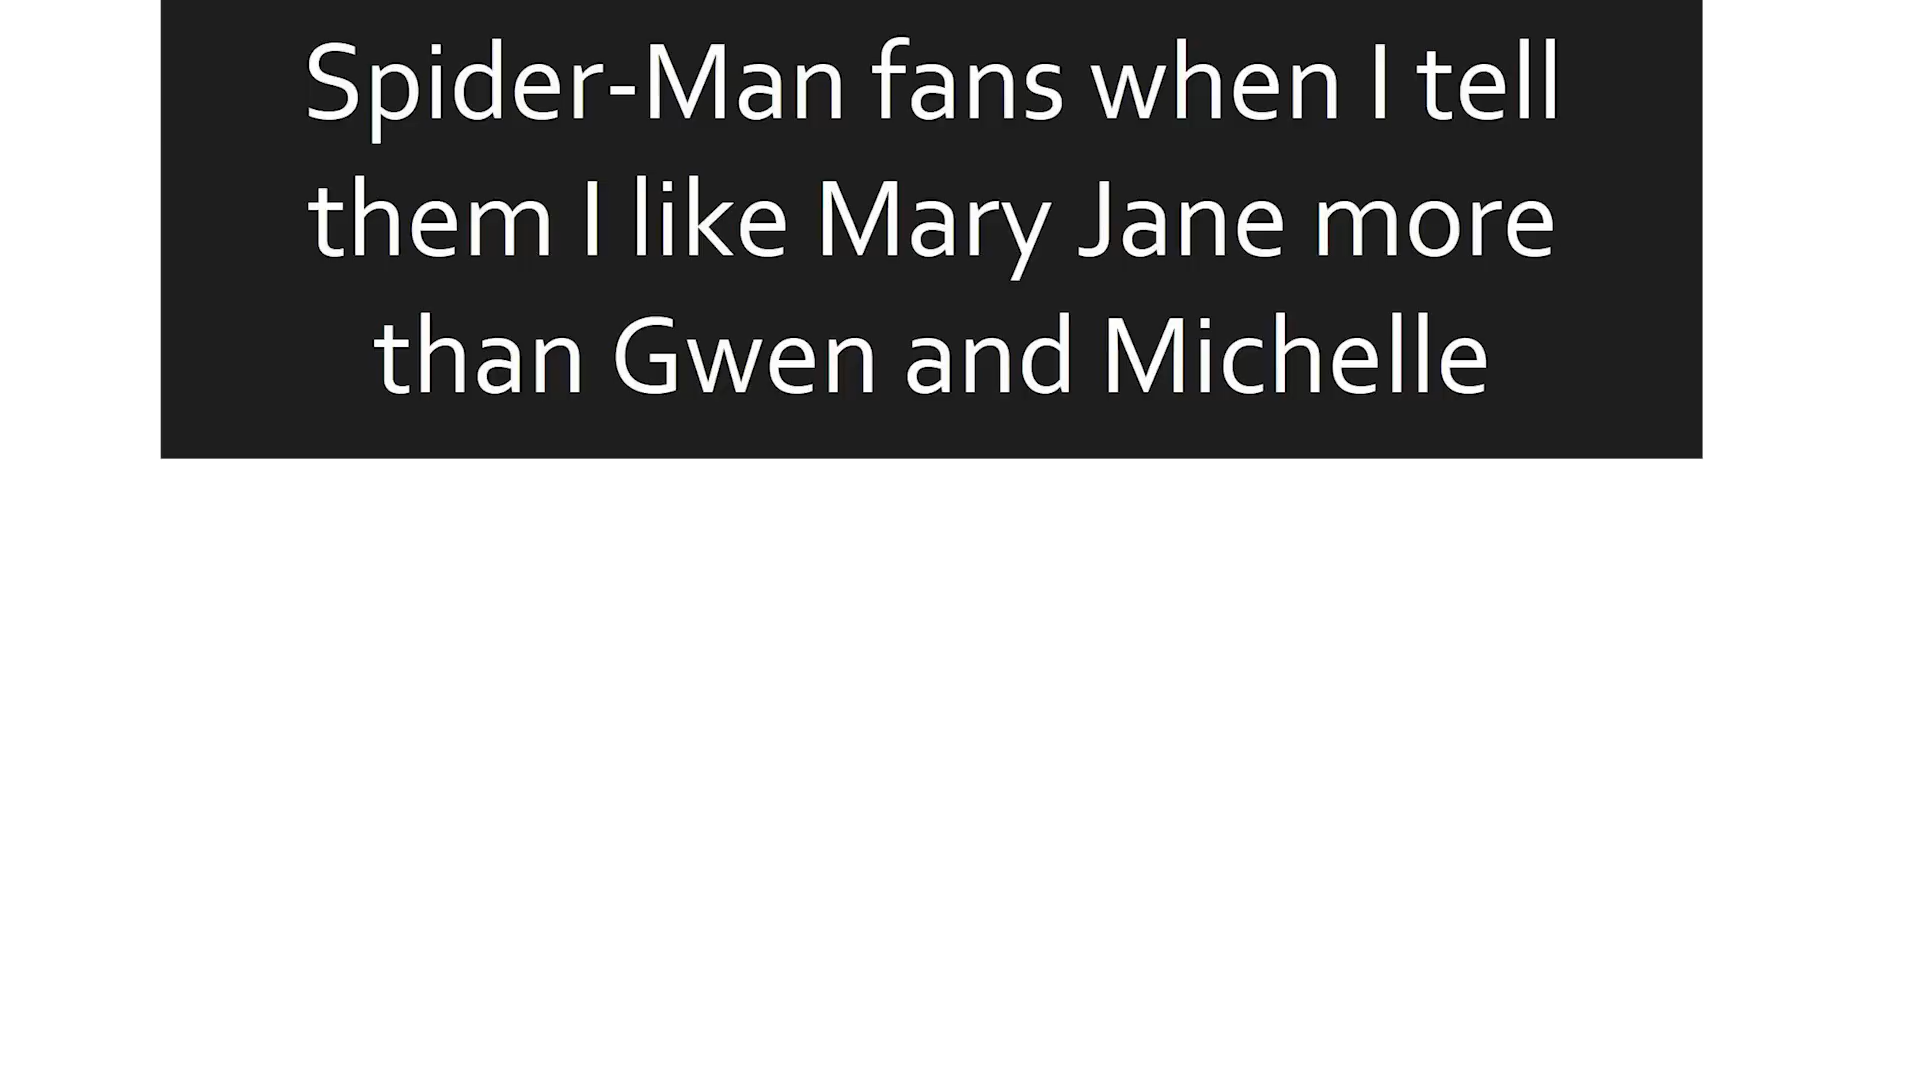 Spider-Man fans when I tell
them I like Mary Jane more
than Gwen and Michelle